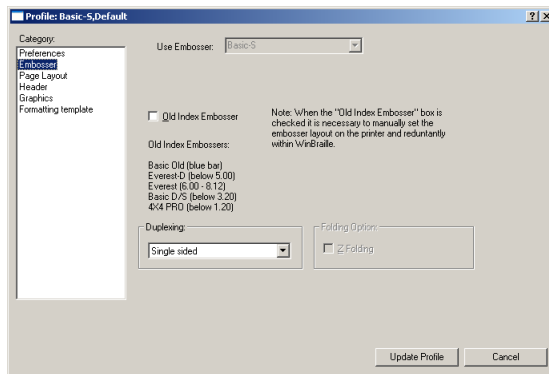 Profile: Basic-S,Default
Category:
Preferences
Embosser
Page Layout
Header
Graphics
Formatting template
Use Embosser:
Basic-S
Old Index Embosser
Note: When the "Old Index Embosser" box is
checked it is necessary to manually set the
embosser layout on the printer and reduntantly
within WinBraille.
Old Index Embossers:
Basic Old (blue bar)
Everest-D (below 5.00)
Everest (6.00 - 8.12)
Basic D/S (below 3.20)
4X4 PRO (below 1.20)
Duplexing:
Single sided
Folding Option:
Z-Folding
Update Profile
Cancel